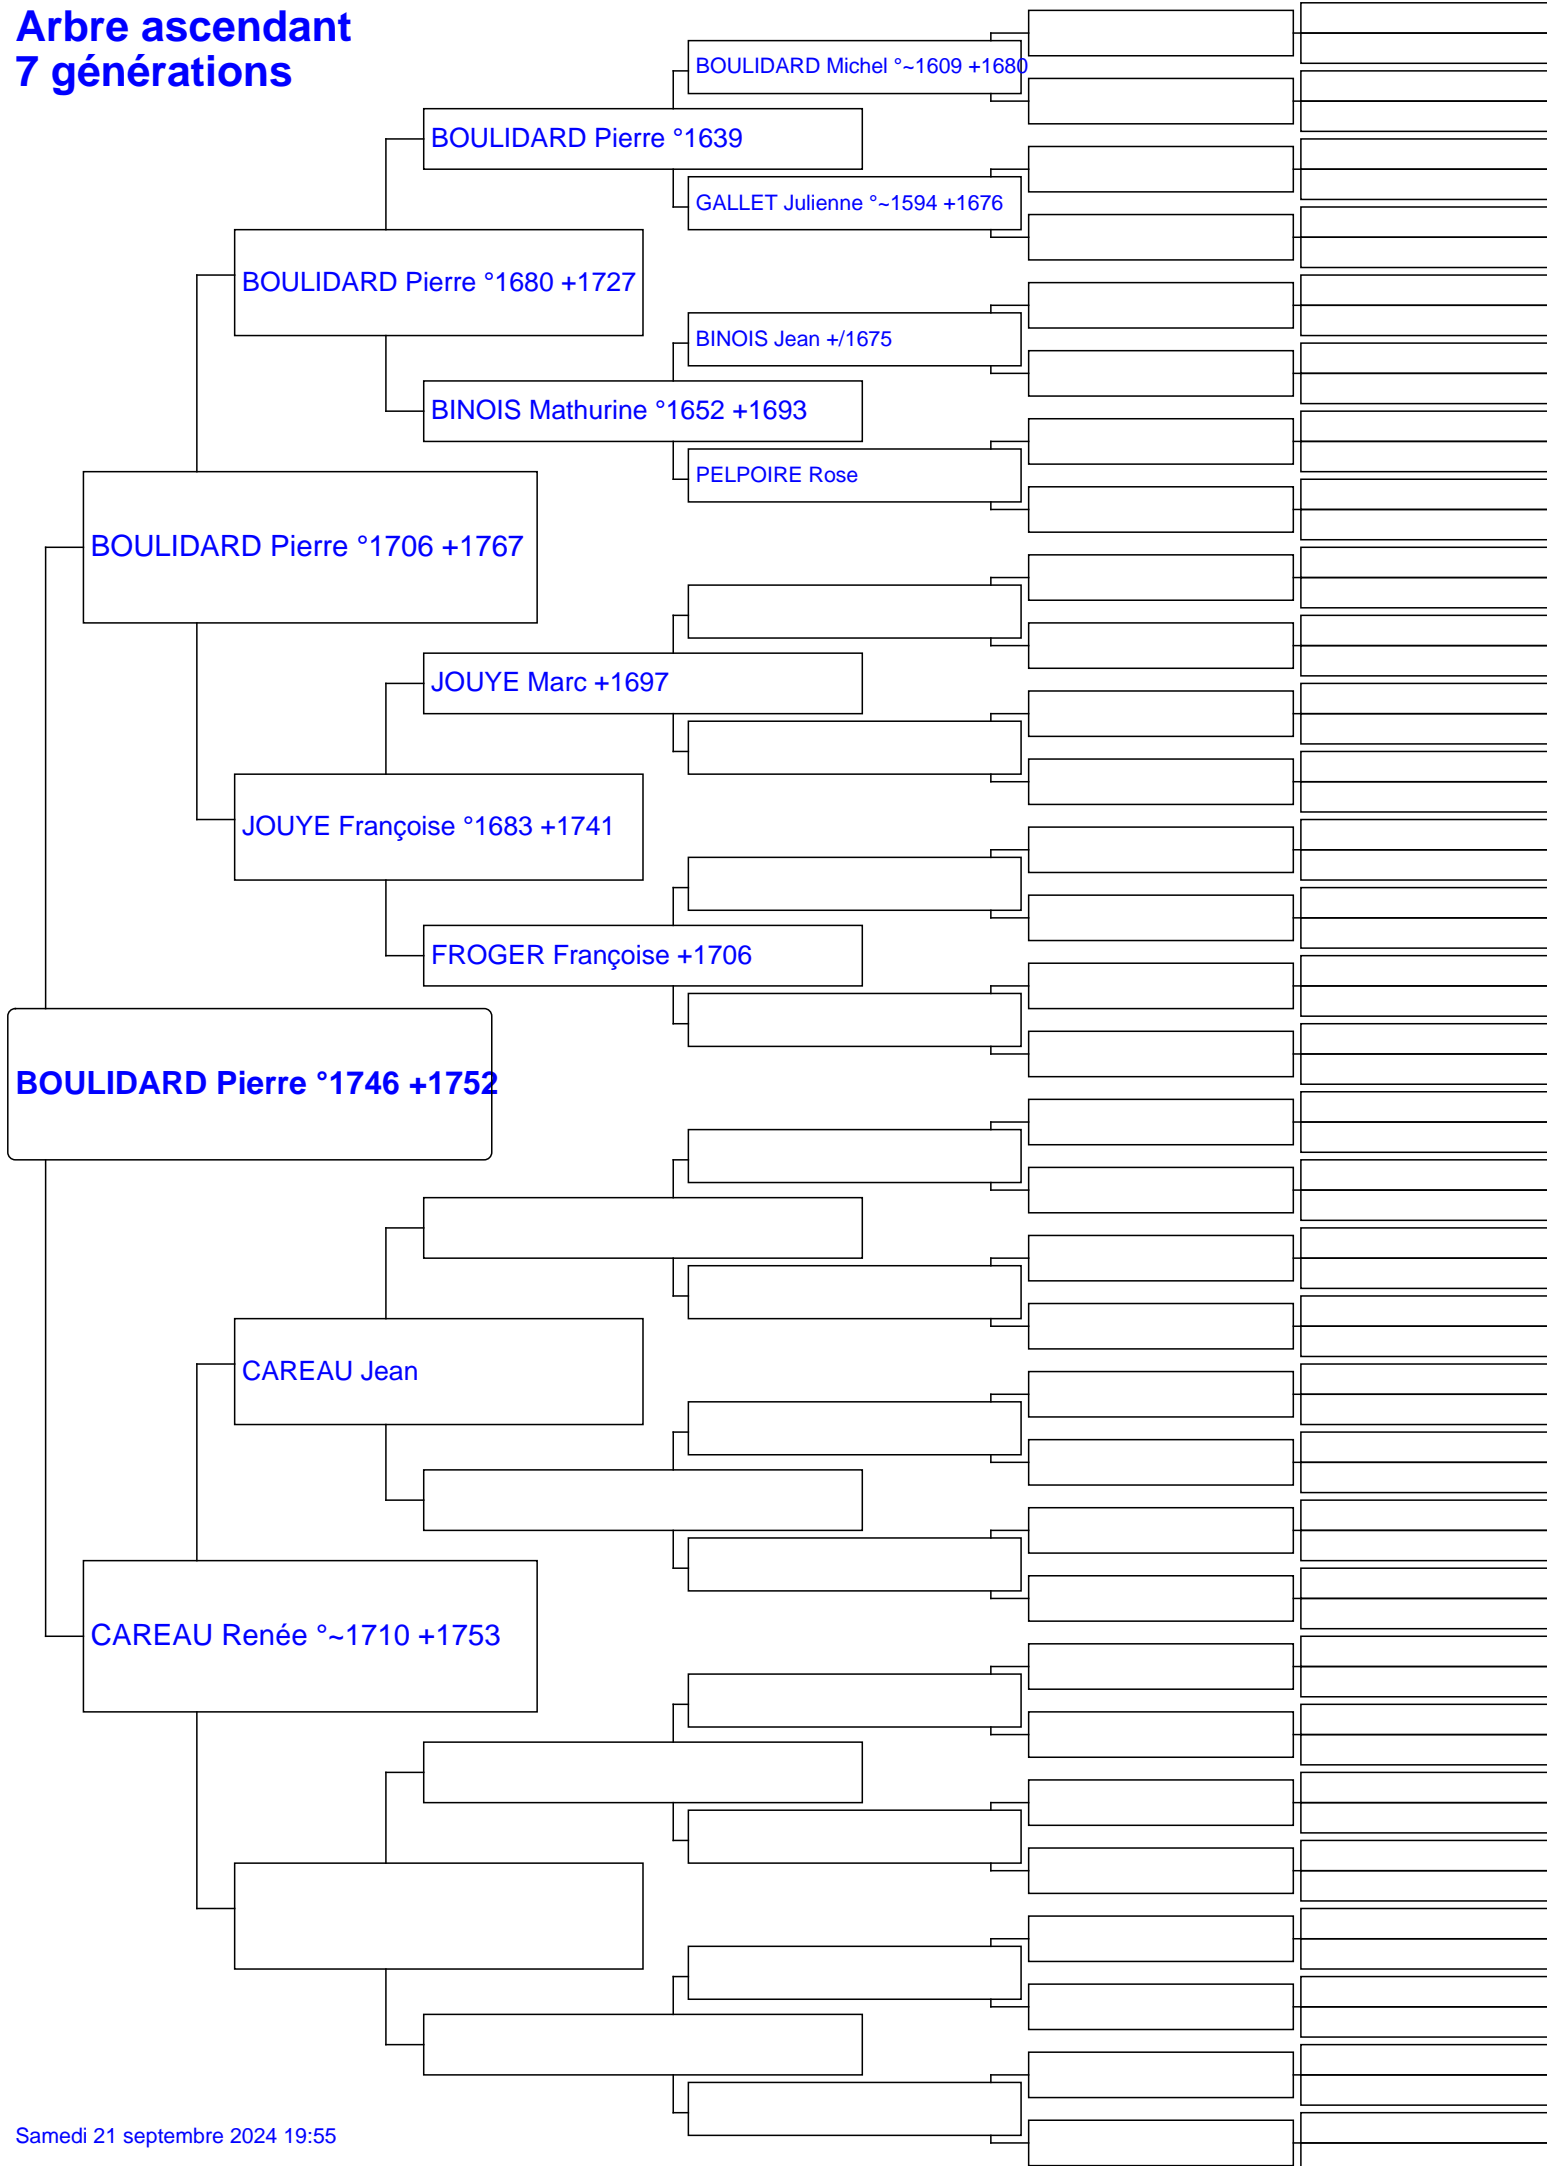 Arbre ascendant
7 générations
BOULIDARD Michel °~1609 +1680
BOULIDARD Pierre °1639
GALLET Julienne °~1594 +1676
BOULIDARD Pierre °1680 +1727
BINOIS Jean +/1675
BINOIS Mathurine °1652 +1693
PELPOIRE Rose
BOULIDARD Pierre °1706 +1767
JOUYE Marc +1697
JOUYE Françoise °1683 +1741
FROGER Françoise +1706
BOULIDARD Pierre °1746 +1752
CAREAU Jean
CAREAU Renée °~1710 +1753
Samedi 21 septembre 2024 19:55